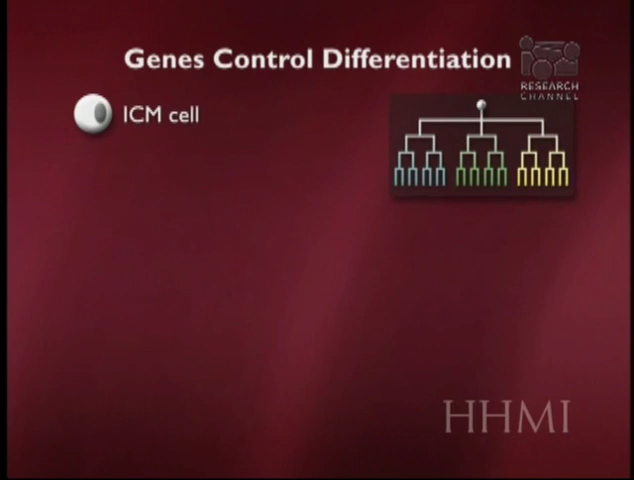 Genes Control Differentiation
RESEARCH
CHANNEL
ICM cell
HHMI